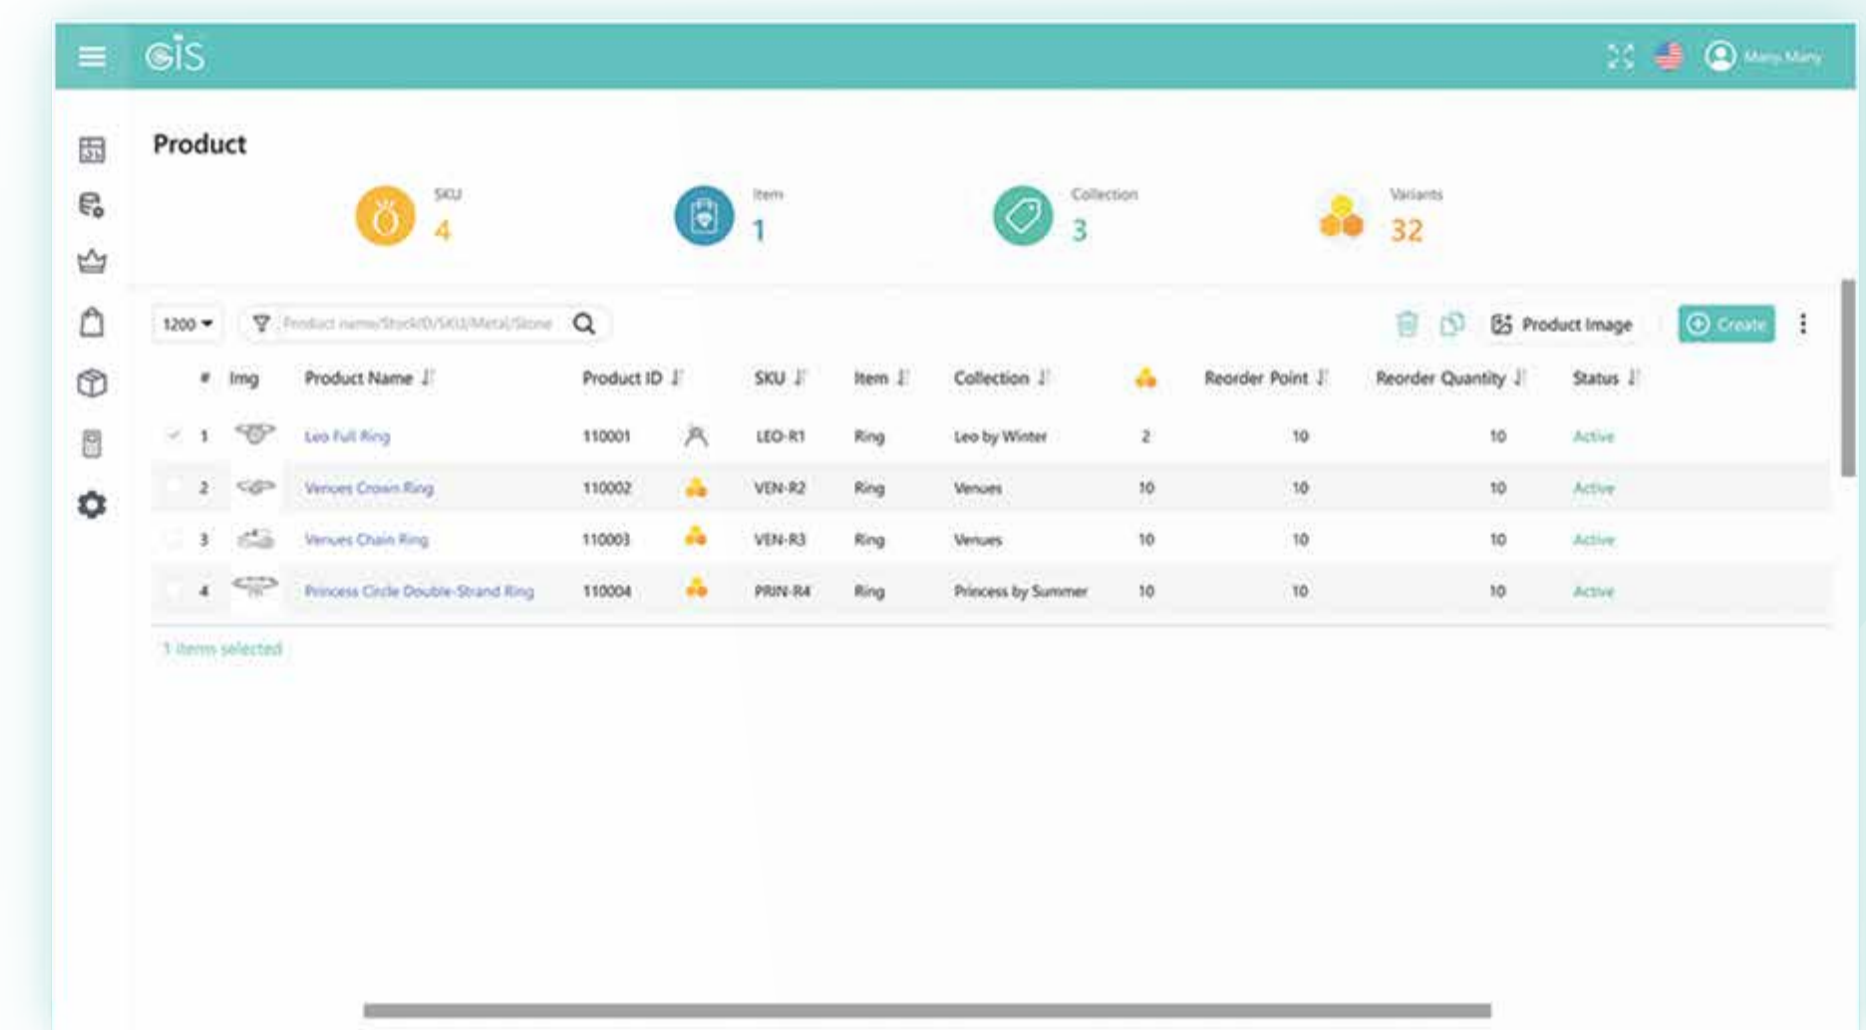 GIS Many Many
Product
SKU Item Collection Variants
4 1 3 32
1200 Product name/StockID/SKU/Metal/Stone Product Image Create
# Img Product Name Product ID SKU Item Collection Reorder Point Reorder Quantity Status
1 Leo Full Ring 110001 LEO-R1 Ring Leo by Winter 2 10 10 Active
2 Venues Crown Ring 110002 VEN-R2 Ring Venues 10 10 10 Active
3 Venues Chain Ring 110003 VEN-R3 Ring Venues 10 10 10 Active
4 Princess Circle Double-Strand Ring 110004 PRIN-R4 Ring Princess by Summer 10 10 10 Active
1 items selected